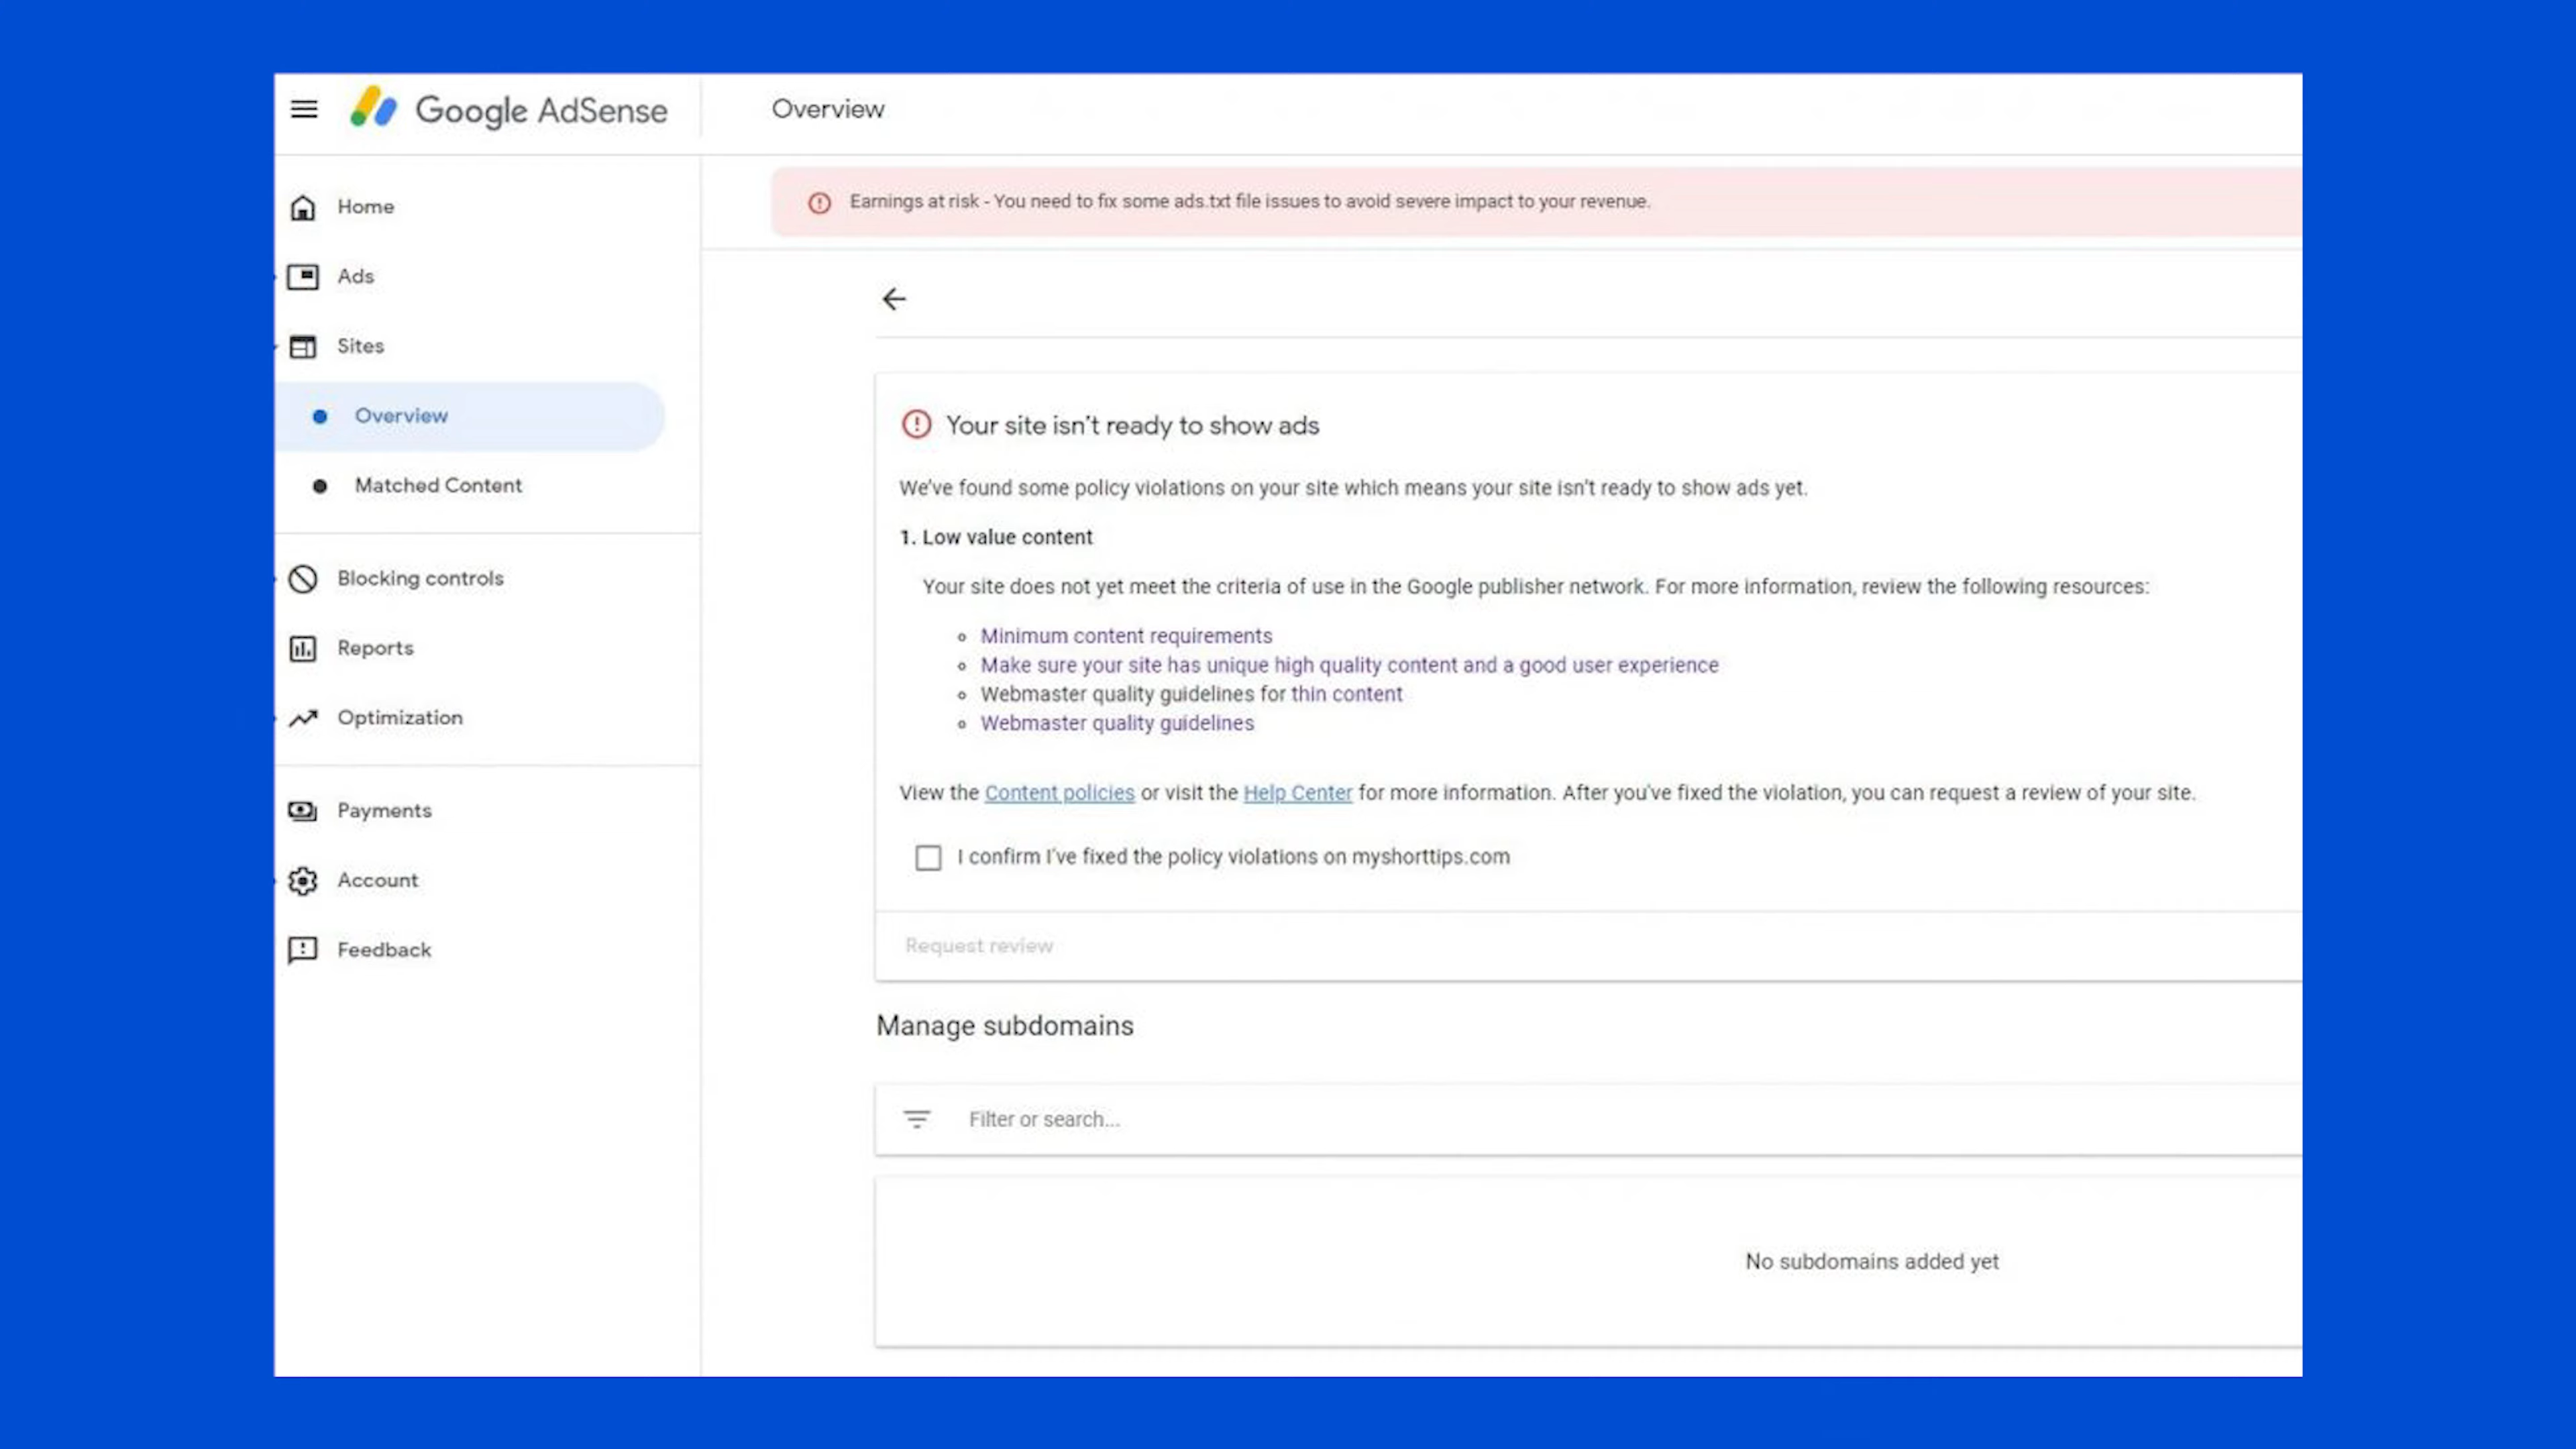 Google AdSense
Overview
Home
Ads
Sites
Overview
Matched Content
Blocking controls
Reports
Optimization
Payments
Account
Feedback
Earnings at risk - You need to fix some ads.txt file issues to avoid severe impact to your revenue.
Your site isn't ready to show ads
We've found some policy violations on your site which means your site isn't ready to show ads yet.
1. Low value content
Your site does not yet meet the criteria of use in the Google publisher network. For more information, review the following resources:
Minimum content requirements
Make sure your site has unique high quality content and a good user experience
Webmaster quality guidelines for thin content
Webmaster quality guidelines
View the Content policies or visit the Help Center for more information. After you've fixed the violation, you can request a review of your site.
I confirm I've fixed the policy violations on myshorttips.com
Request review
Manage subdomains
Filter or search...
No subdomains added yet